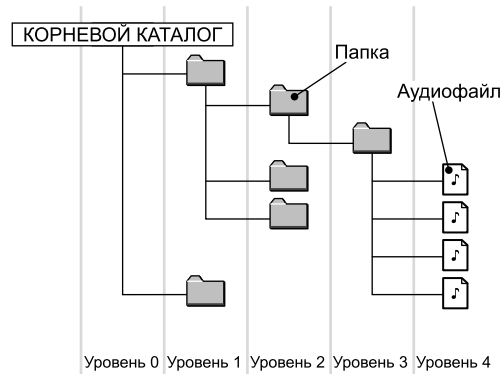 КОРНЕВОЙ КАТАЛОГ
Папка
Аудиофайл
Уровень 0 Уровень 1 Уровень 2 Уровень 3 Уровень 4